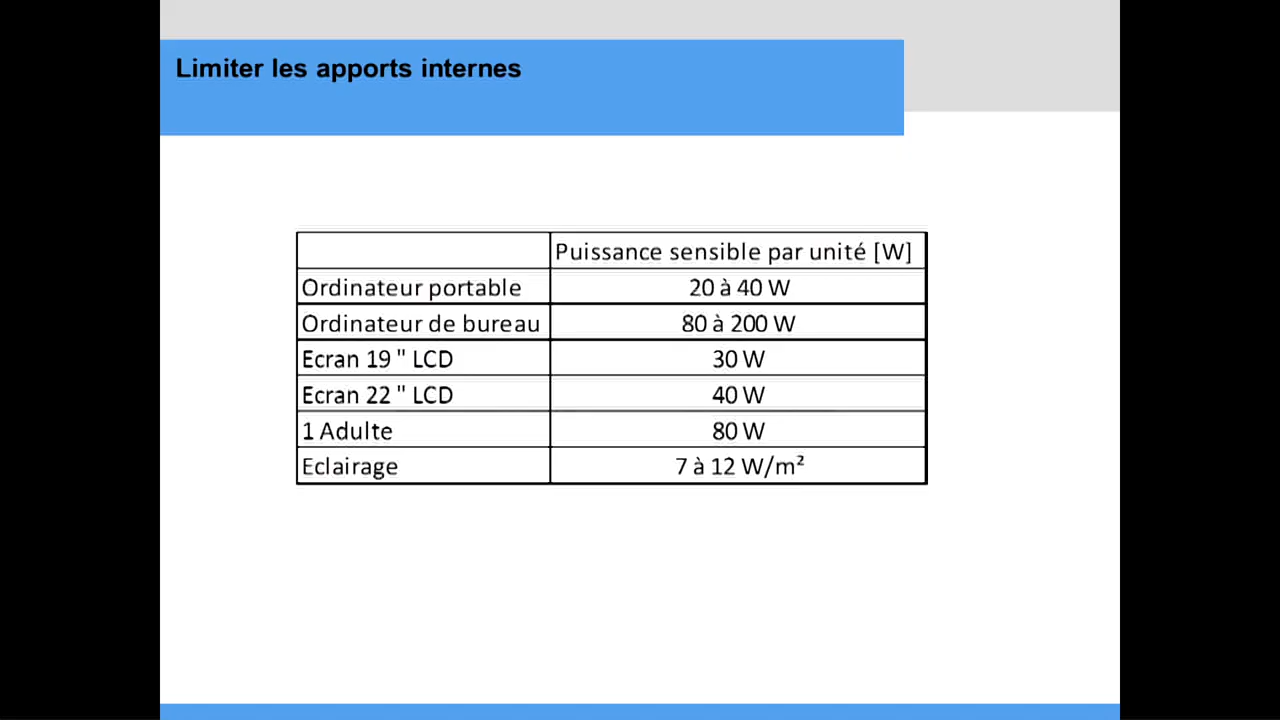 Limiter les apports internes
Puissance sensible par unité [W]
Ordinateur portable 20 à 40 W
Ordinateur de bureau 80 à 200 W
Ecran 19 " LCD 30 W
Ecran 22 " LCD 40 W
1 Adulte 80 W
Eclairage 7 à 12 W/m²